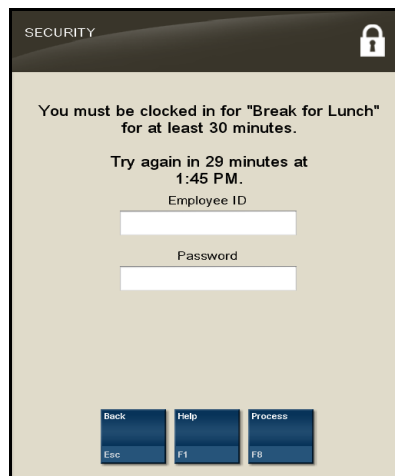 SECURITY
You must be clocked in for "Break for Lunch"
for at least 30 minutes.
Try again in 29 minutes at
1:45 PM.
Employee ID
Password
Back
Help
Process
Esc
F1
F8